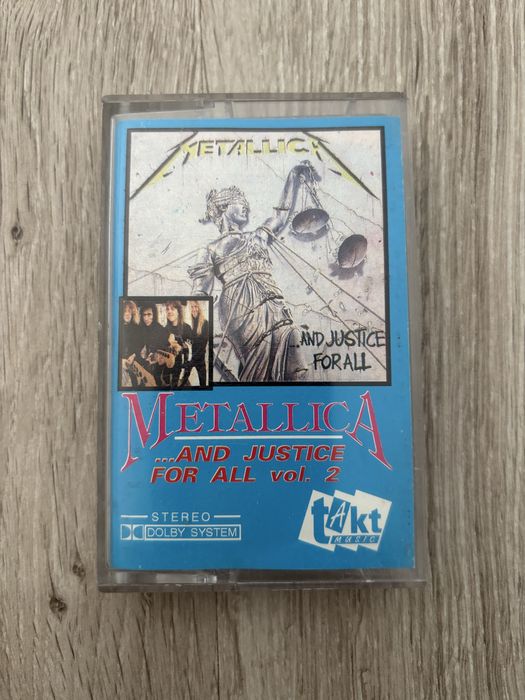 METALLICA
...AND JUSTICE
FOR ALL
METALLICA
...AND JUSTICE
FOR ALL vol. 2
STEREO
DOLBY SYSTEM
tAkt
MUSIC